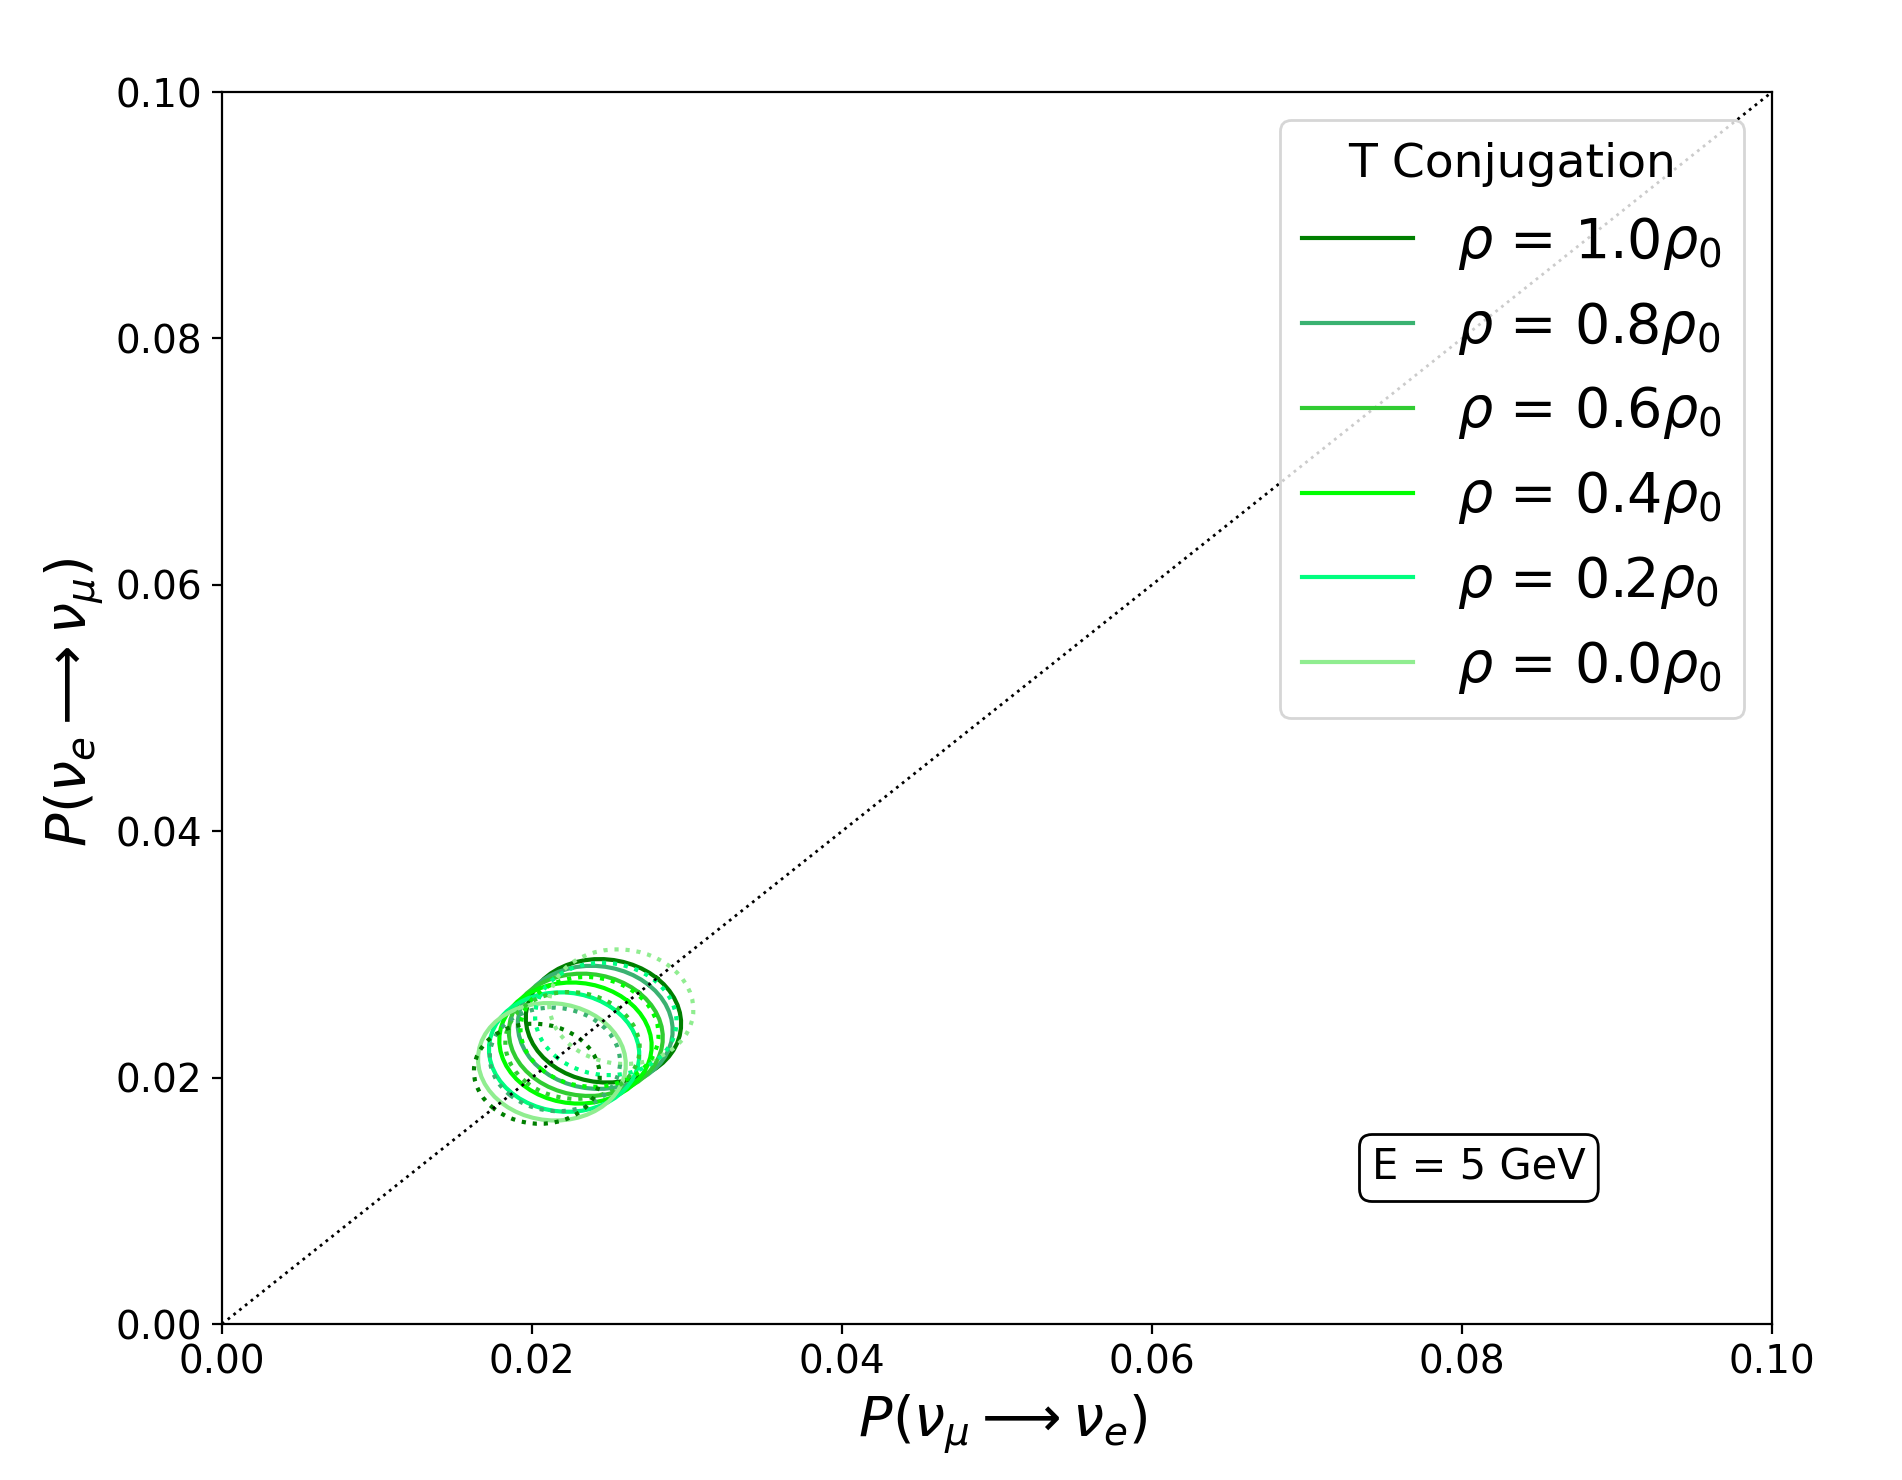 T Conjugation
ρ = 1.0ρ₀
ρ = 0.8ρ₀
ρ = 0.6ρ₀
ρ = 0.4ρ₀
ρ = 0.2ρ₀
ρ = 0.0ρ₀
E = 5 GeV
0.10
0.08
0.06
0.04
0.02
0.00
P(νₑ ⟶ ν_μ)
0.00 0.02 0.04 0.06 0.08 0.10
P(ν_μ ⟶ νₑ)